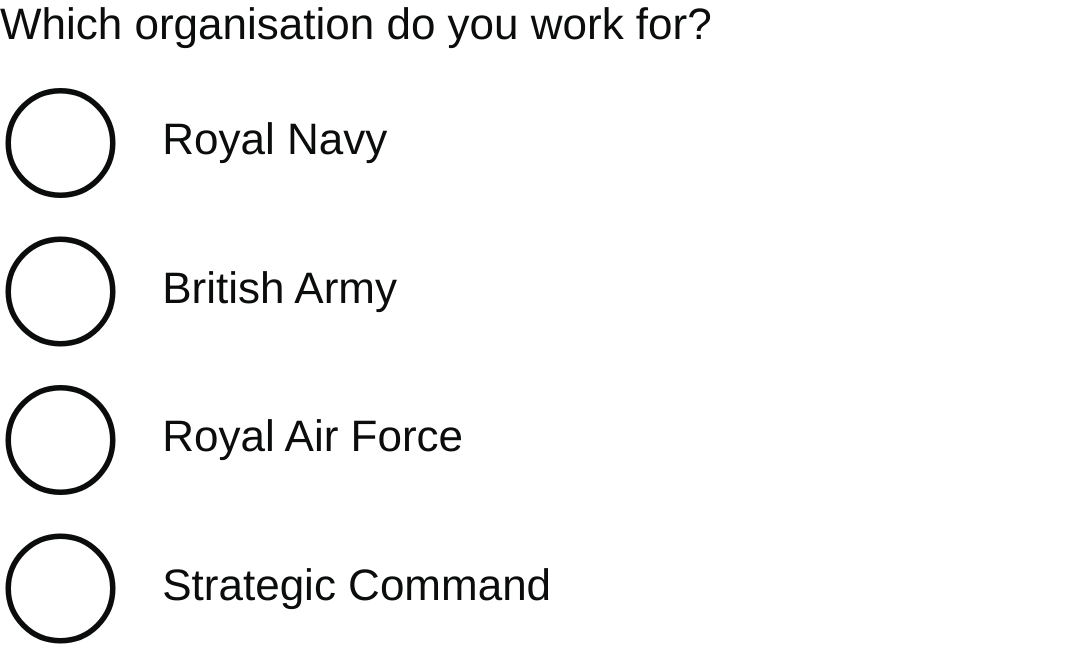 Which organisation do you work for?
Royal Navy
British Army
Royal Air Force
Strategic Command